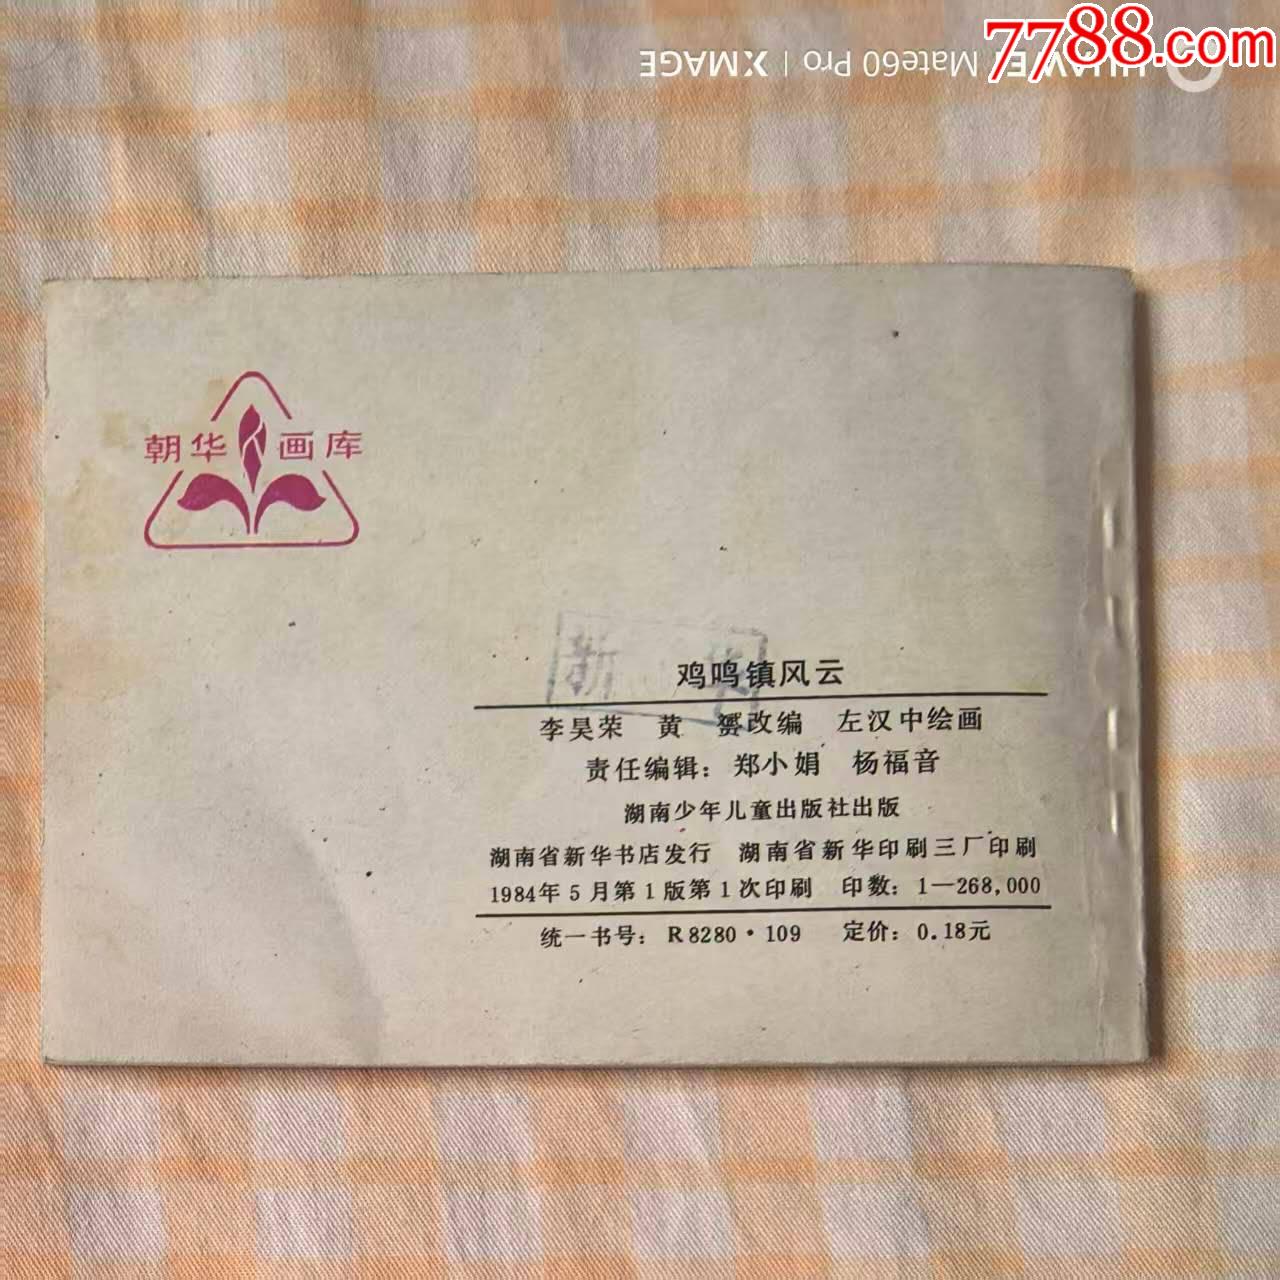 7788.com
HUAWEI Mate60 Pro | XMAGE
朝华画库
鸡鸣镇风云
李昊荣 黄 改编 左汉中绘画
责任编辑：郑小娟 杨福音
湖南少年儿童出版社出版
湖南省新华书店发行 湖南省新华印刷三厂印刷
1984年5月第1版第1次印刷 印数：1—268,000
统一书号：R8280·109 定价：0.18元